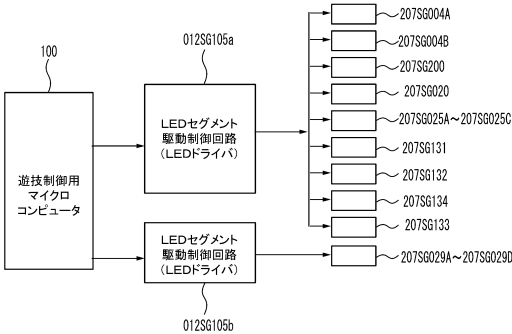 100
遊技制御用
マイクロ
コンピュータ
012SG105a
LEDセグメント
駆動制御回路
(LEDドライバ)
LEDセグメント
駆動制御回路
(LEDドライバ)
012SG105b
207SG004A
207SG004B
207SG200
207SG020
207SG025A～207SG025C
207SG131
207SG132
207SG134
207SG133
207SG029A～207SG029D